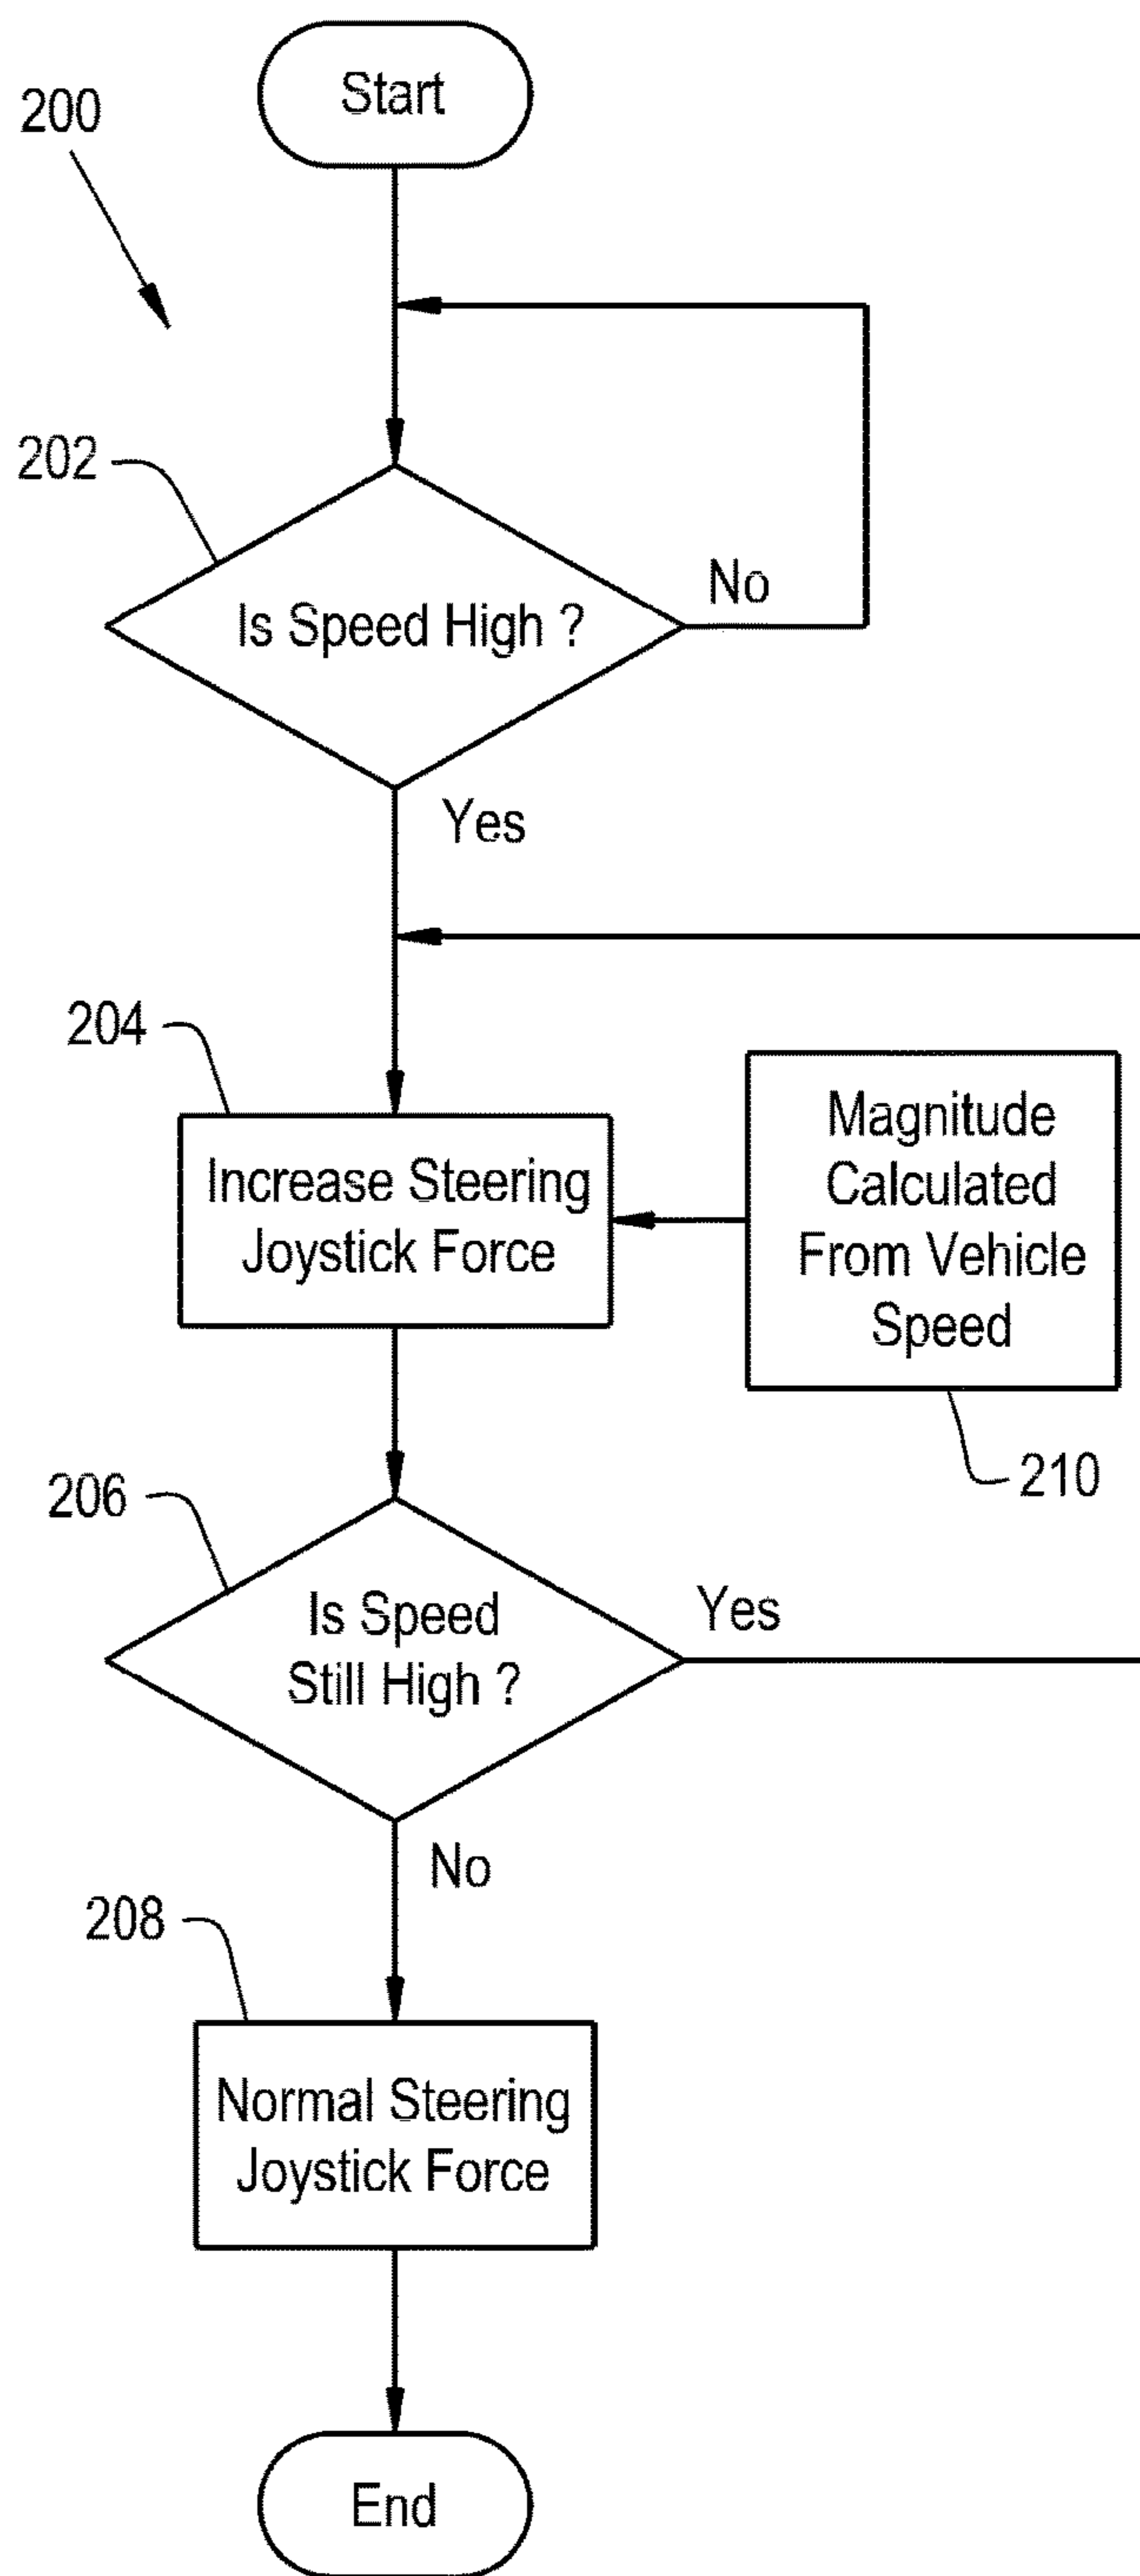 Start
200
202
Is Speed High ?
No
Yes
204
Increase Steering
Joystick Force
Magnitude
Calculated
From Vehicle
Speed
210
206
Is Speed
Still High ?
Yes
No
208
Normal Steering
Joystick Force
End